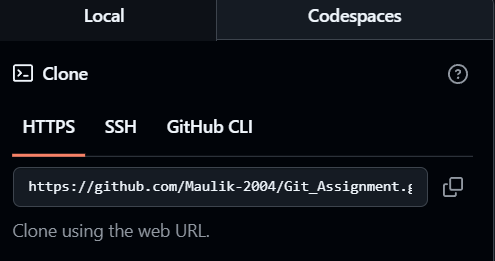 Local Codespaces
Clone
HTTPS SSH GitHub CLI
https://github.com/Maulik-2004/Git_Assignment.g
Clone using the web URL.